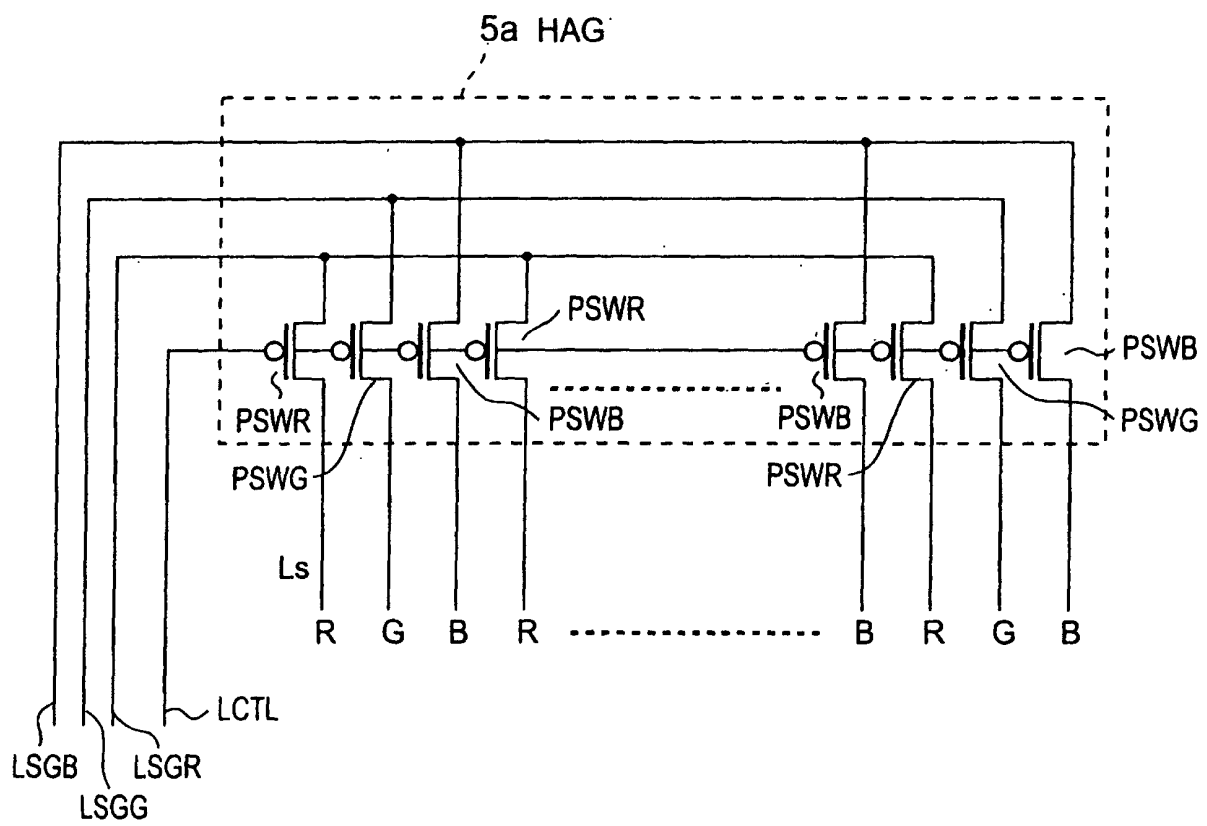 5a HAG
PSWR
PSWB
PSWR
PSWB
PSWB
PSWG
PSWG
PSWR
Ls
R G B R B R G B
LCTL
LSGB
LSGR
LSGG